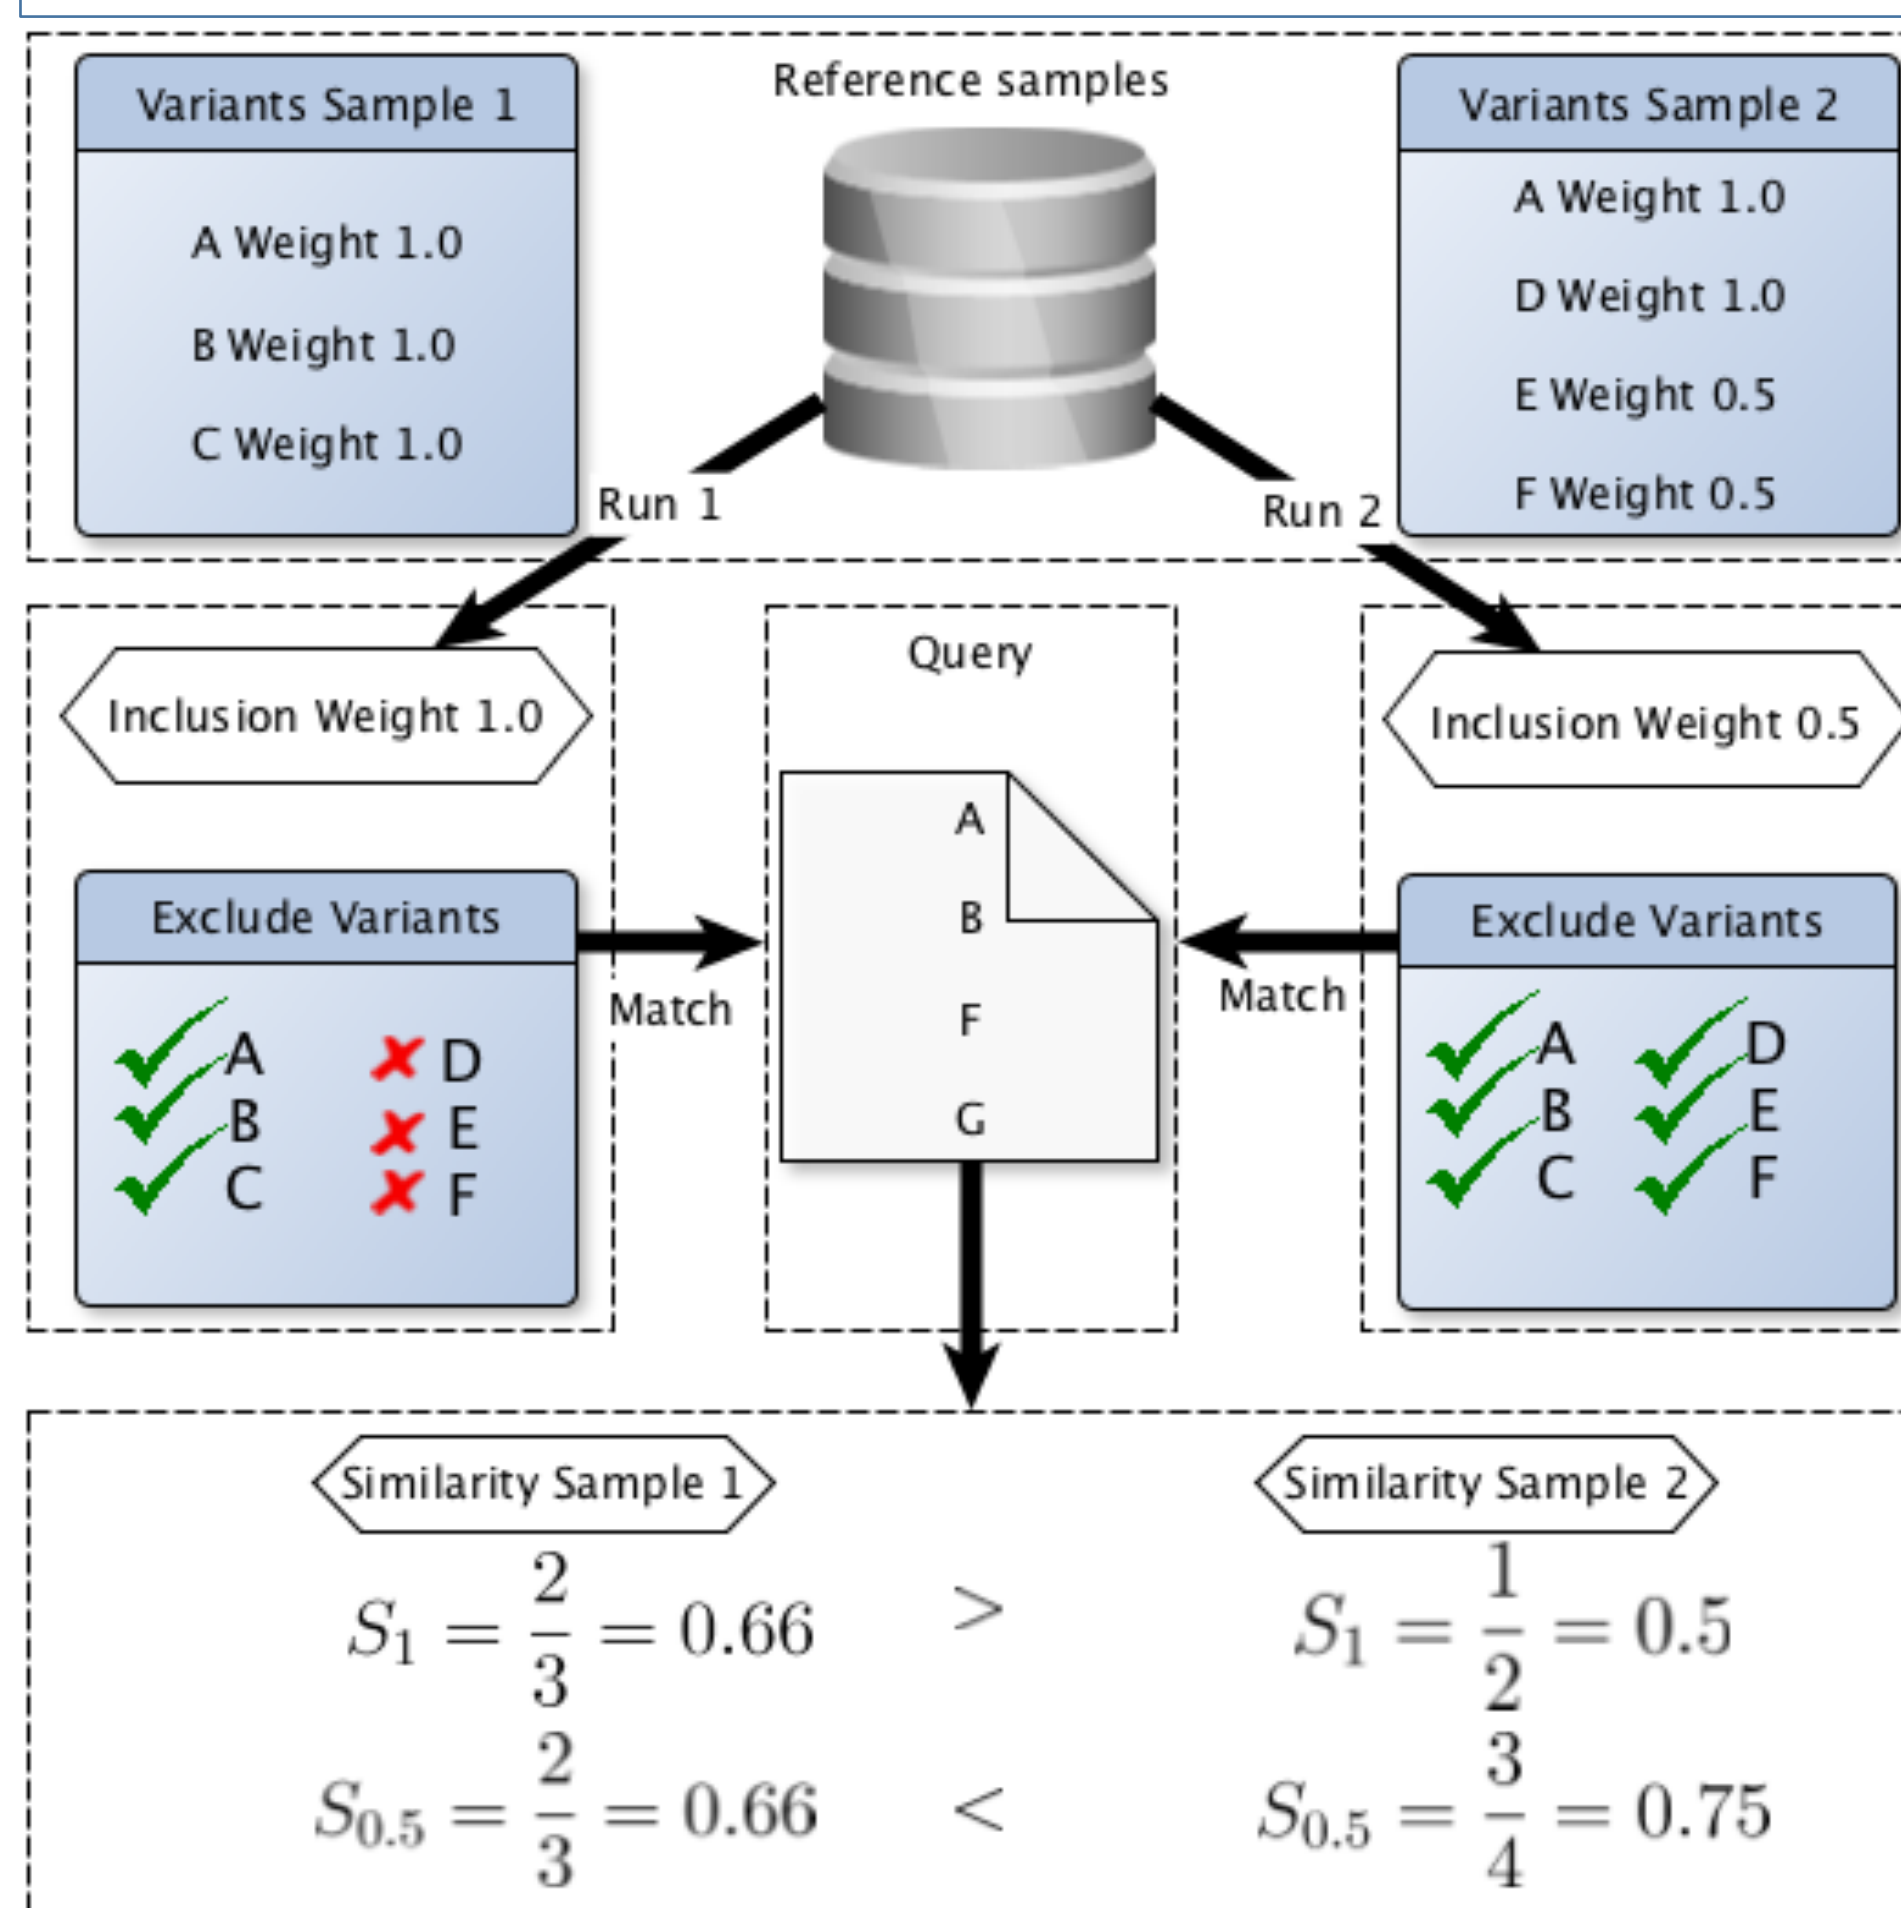 Variants Sample 1
A Weight 1.0
B Weight 1.0
C Weight 1.0
Reference samples
Variants Sample 2
A Weight 1.0
D Weight 1.0
E Weight 0.5
F Weight 0.5
Run 1
Run 2
Inclusion Weight 1.0
Query
Inclusion Weight 0.5
Exclude Variants
A D
B E
C F
Match
A
B
F
G
Match
Exclude Variants
A D
B E
C F
Similarity Sample 1
Similarity Sample 2
S₁ = 2/3 = 0.66 > S₁ = 1/2 = 0.5
S₀.₅ = 2/3 = 0.66 < S₀.₅ = 3/4 = 0.75